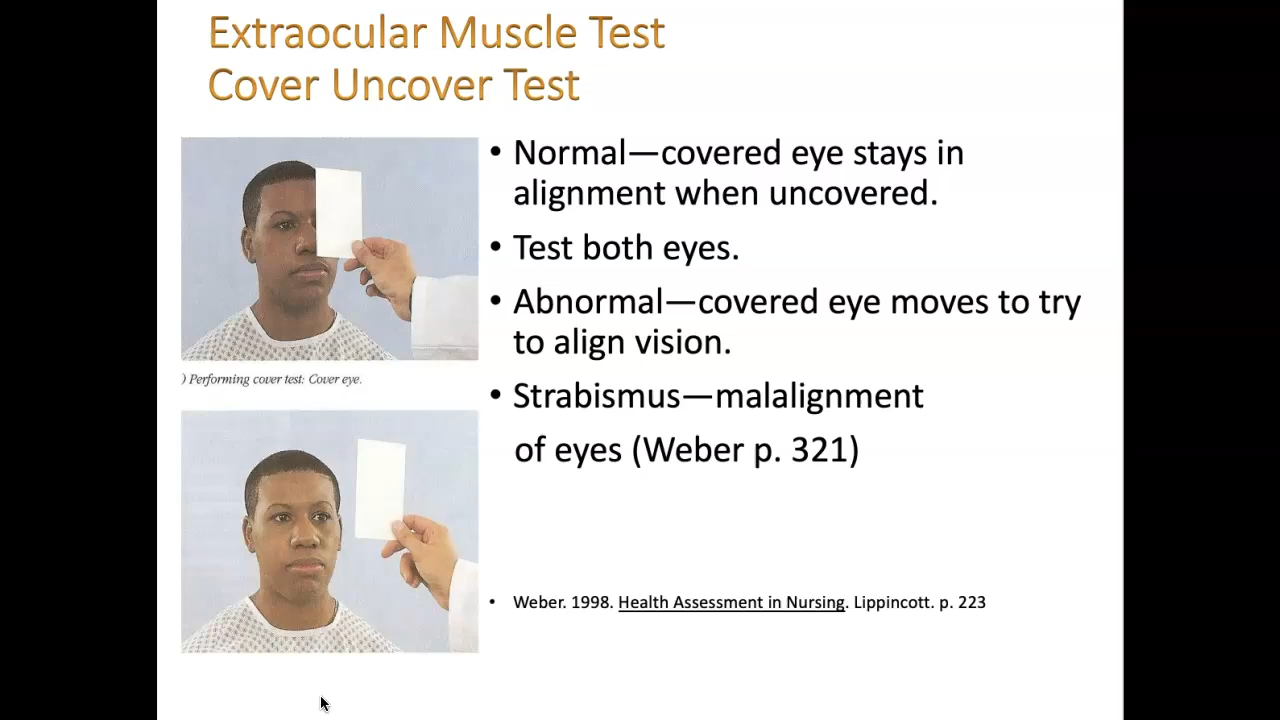 Extraocular Muscle Test
Cover Uncover Test
• Normal—covered eye stays in
alignment when uncovered.
• Test both eyes.
• Abnormal—covered eye moves to try
to align vision.
) Performing cover test: Cover eye.
• Strabismus—malalignment
of eyes (Weber p. 321)
• Weber. 1998. Health Assessment in Nursing. Lippincott. p. 223